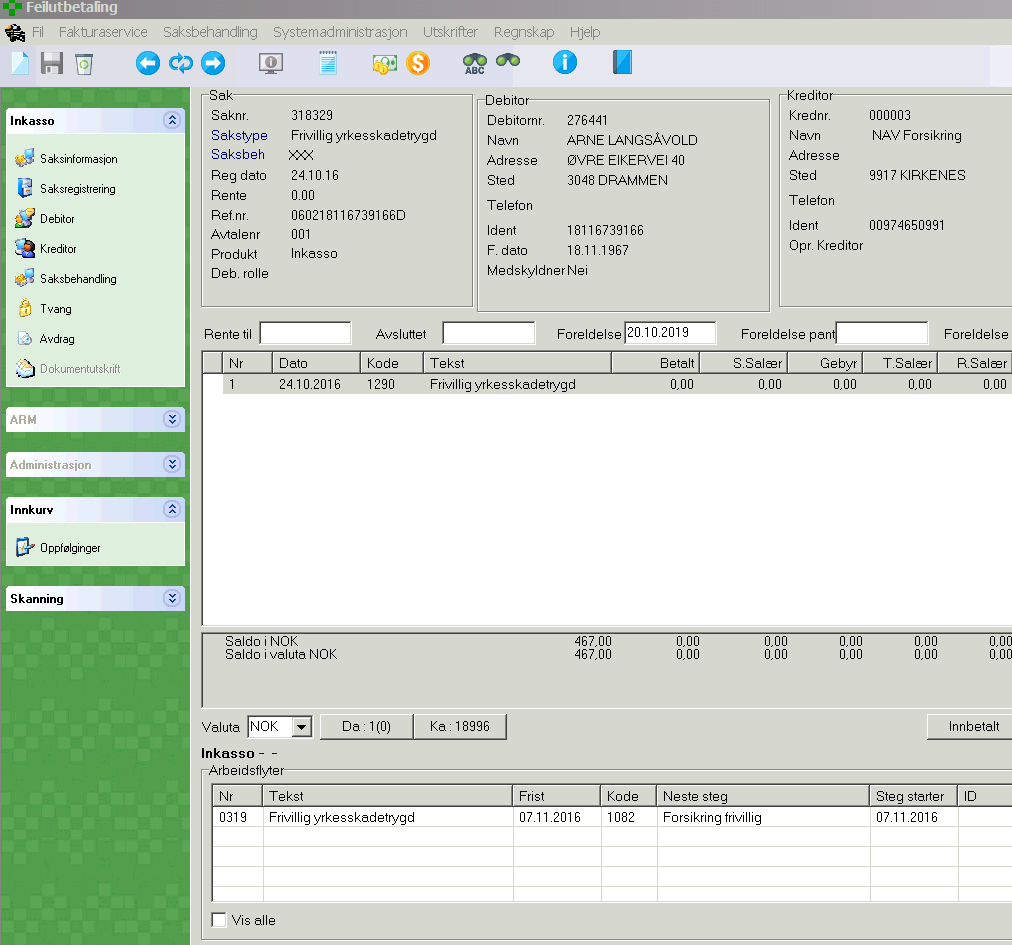 Feilutbetaling
Fil Fakturaservice Saksbehandling Systemadministrasjon Utskrifter Regnskap Hjelp
ABC
Inkasso
Saksinformasjon
Saksregistrering
Debitor
Kreditor
Saksbehandling
Tvang
Avdrag
Dokumentutskrift
ARM
Administrasjon
Innkurv
Oppfølginger
Skanning
Sak
Saknr. 318329
Sakstype Frivillig yrkesskadetrygd
Saksbeh XXX
Reg dato 24.10.16
Rente 0.00
Ref.nr. 060218116739166D
Avtalenr 001
Produkt Inkasso
Deb. rolle
Debitor
Debitornr. 276441
Navn ARNE LANGSÅVOLD
Adresse ØVRE EIKERVEI 40
Sted 3048 DRAMMEN
Telefon
Ident 18116739166
F. dato 18.11.1967
Medskyldner Nei
Kreditor
Krednr. 000003
Navn NAV Forsikring
Adresse
Sted 9917 KIRKENES
Telefon
Ident 00974650991
Opr. Kreditor
Rente til Avsluttet Foreldelse 20.10.2019 Foreldelse pant Foreldelse
Nr Dato Kode Tekst Betalt S.Salær Gebyr T.Salær R.Salær
1 24.10.2016 1290 Frivillig yrkesskadetrygd 0,00 0,00 0,00 0,00 0,00
Saldo i NOK 467,00 0,00 0,00 0,00 0,00 0,00
Saldo i valuta NOK 467,00 0,00 0,00 0,00 0,00 0,00
Valuta NOK Da : 1(0) Ka : 18996 Innbetalt
Inkasso - -
Arbeidsflyter
Nr Tekst Frist Kode Neste steg Steg starter ID
0319 Frivillig yrkesskadetrygd 07.11.2016 1082 Forsikring frivillig 07.11.2016
Vis alle